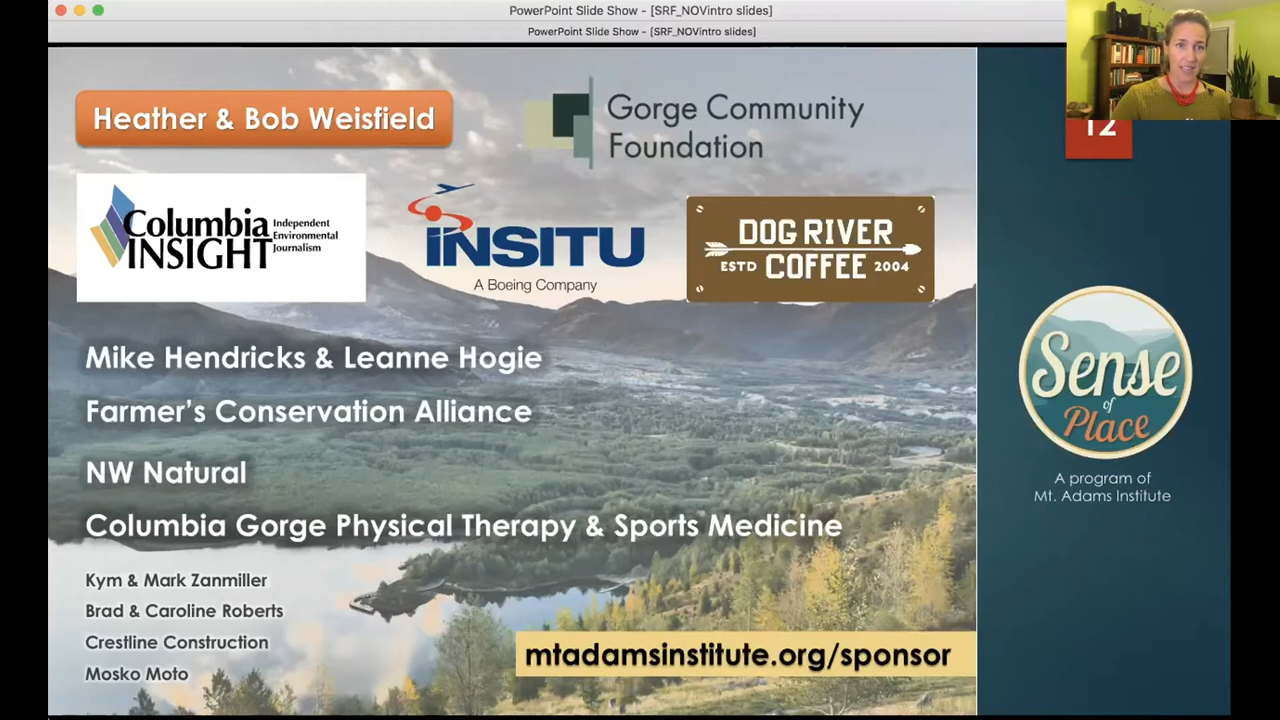 PowerPoint Slide Show - [SRF_NOVintro slides]
PowerPoint Slide Show - [SRF_NOVintro slides]
Heather & Bob Weisfield
Gorge Community
Foundation
12
Columbia
INSIGHT
Independent
Environmental
Journalism
INSITU
A Boeing Company
DOG RIVER
ESTD COFFEE 2004
Mike Hendricks & Leanne Hogie
Farmer's Conservation Alliance
NW Natural
Columbia Gorge Physical Therapy & Sports Medicine
Kym & Mark Zanmiller
Brad & Caroline Roberts
Crestline Construction
Mosko Moto
mtadamsinstitute.org/sponsor
Sense
of
Place
A program of
Mt. Adams Institute